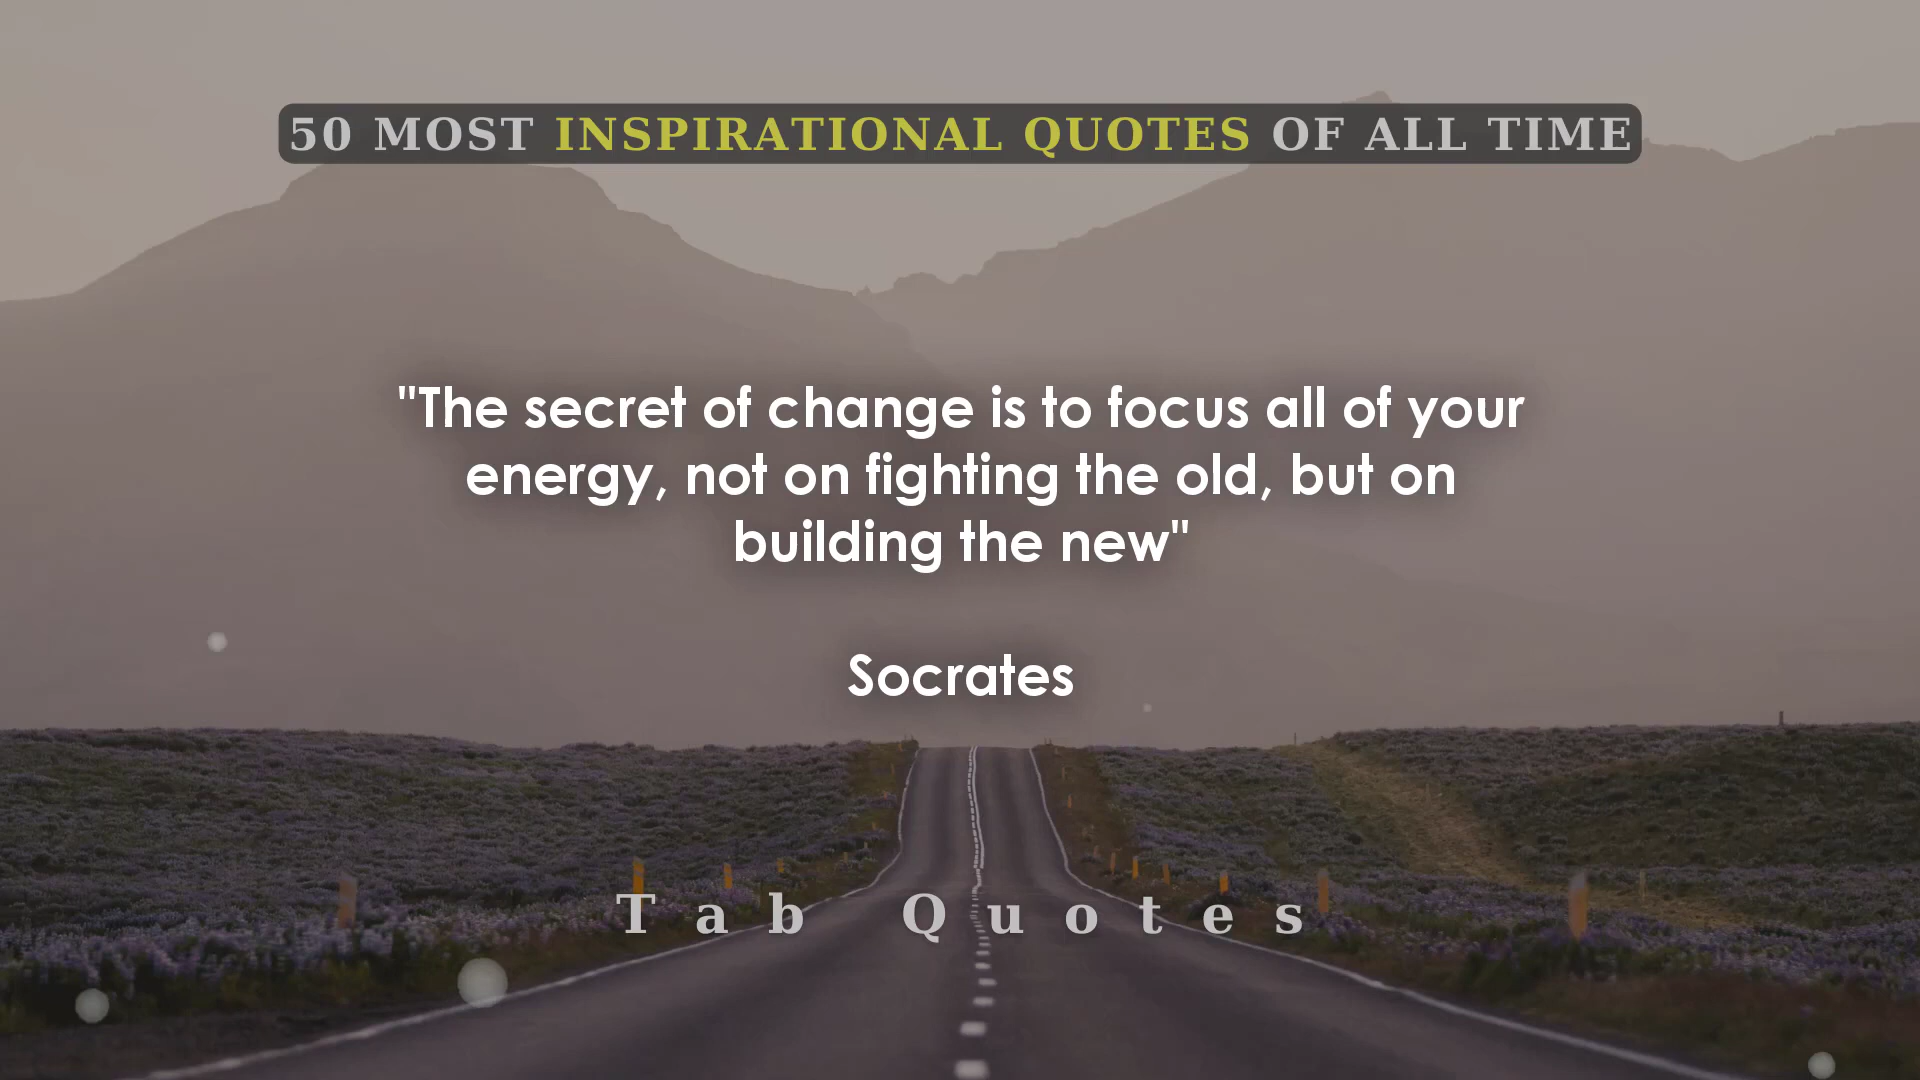 50 MOST INSPIRATIONAL QUOTES OF ALL TIME
"The secret of change is to focus all of your
energy, not on fighting the old, but on
building the new"
Socrates
Tab Quotes